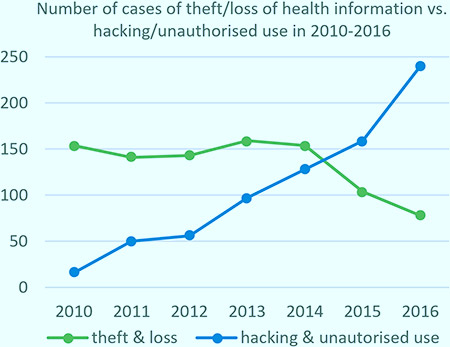 Number of cases of theft/loss of health information vs.
hacking/unauthorised use in 2010-2016
250
200
150
100
50
0
2010 2011 2012 2013 2014 2015 2016
theft & loss hacking & unautorised use